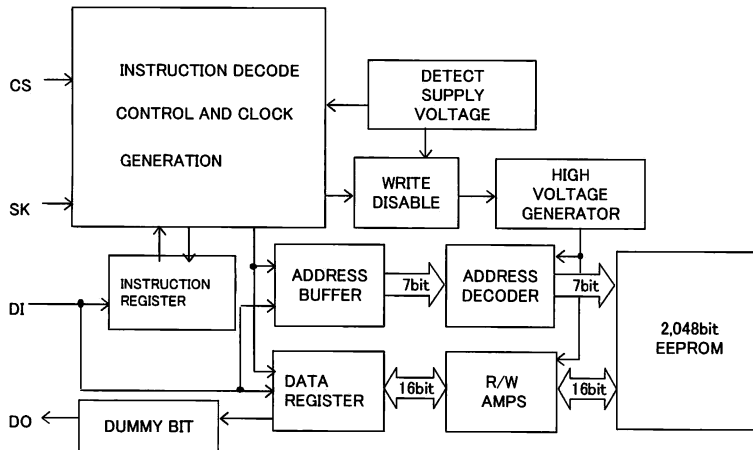 CS
SK
DI
DO
INSTRUCTION DECODE
CONTROL AND CLOCK
GENERATION
DETECT
SUPPLY
VOLTAGE
WRITE
DISABLE
HIGH
VOLTAGE
GENERATOR
INSTRUCTION
REGISTER
ADDRESS
BUFFER
7bit
ADDRESS
DECODER
7bit
2,048bit
EEPROM
DATA
REGISTER
16bit
R/W
AMPS
16bit
DUMMY BIT